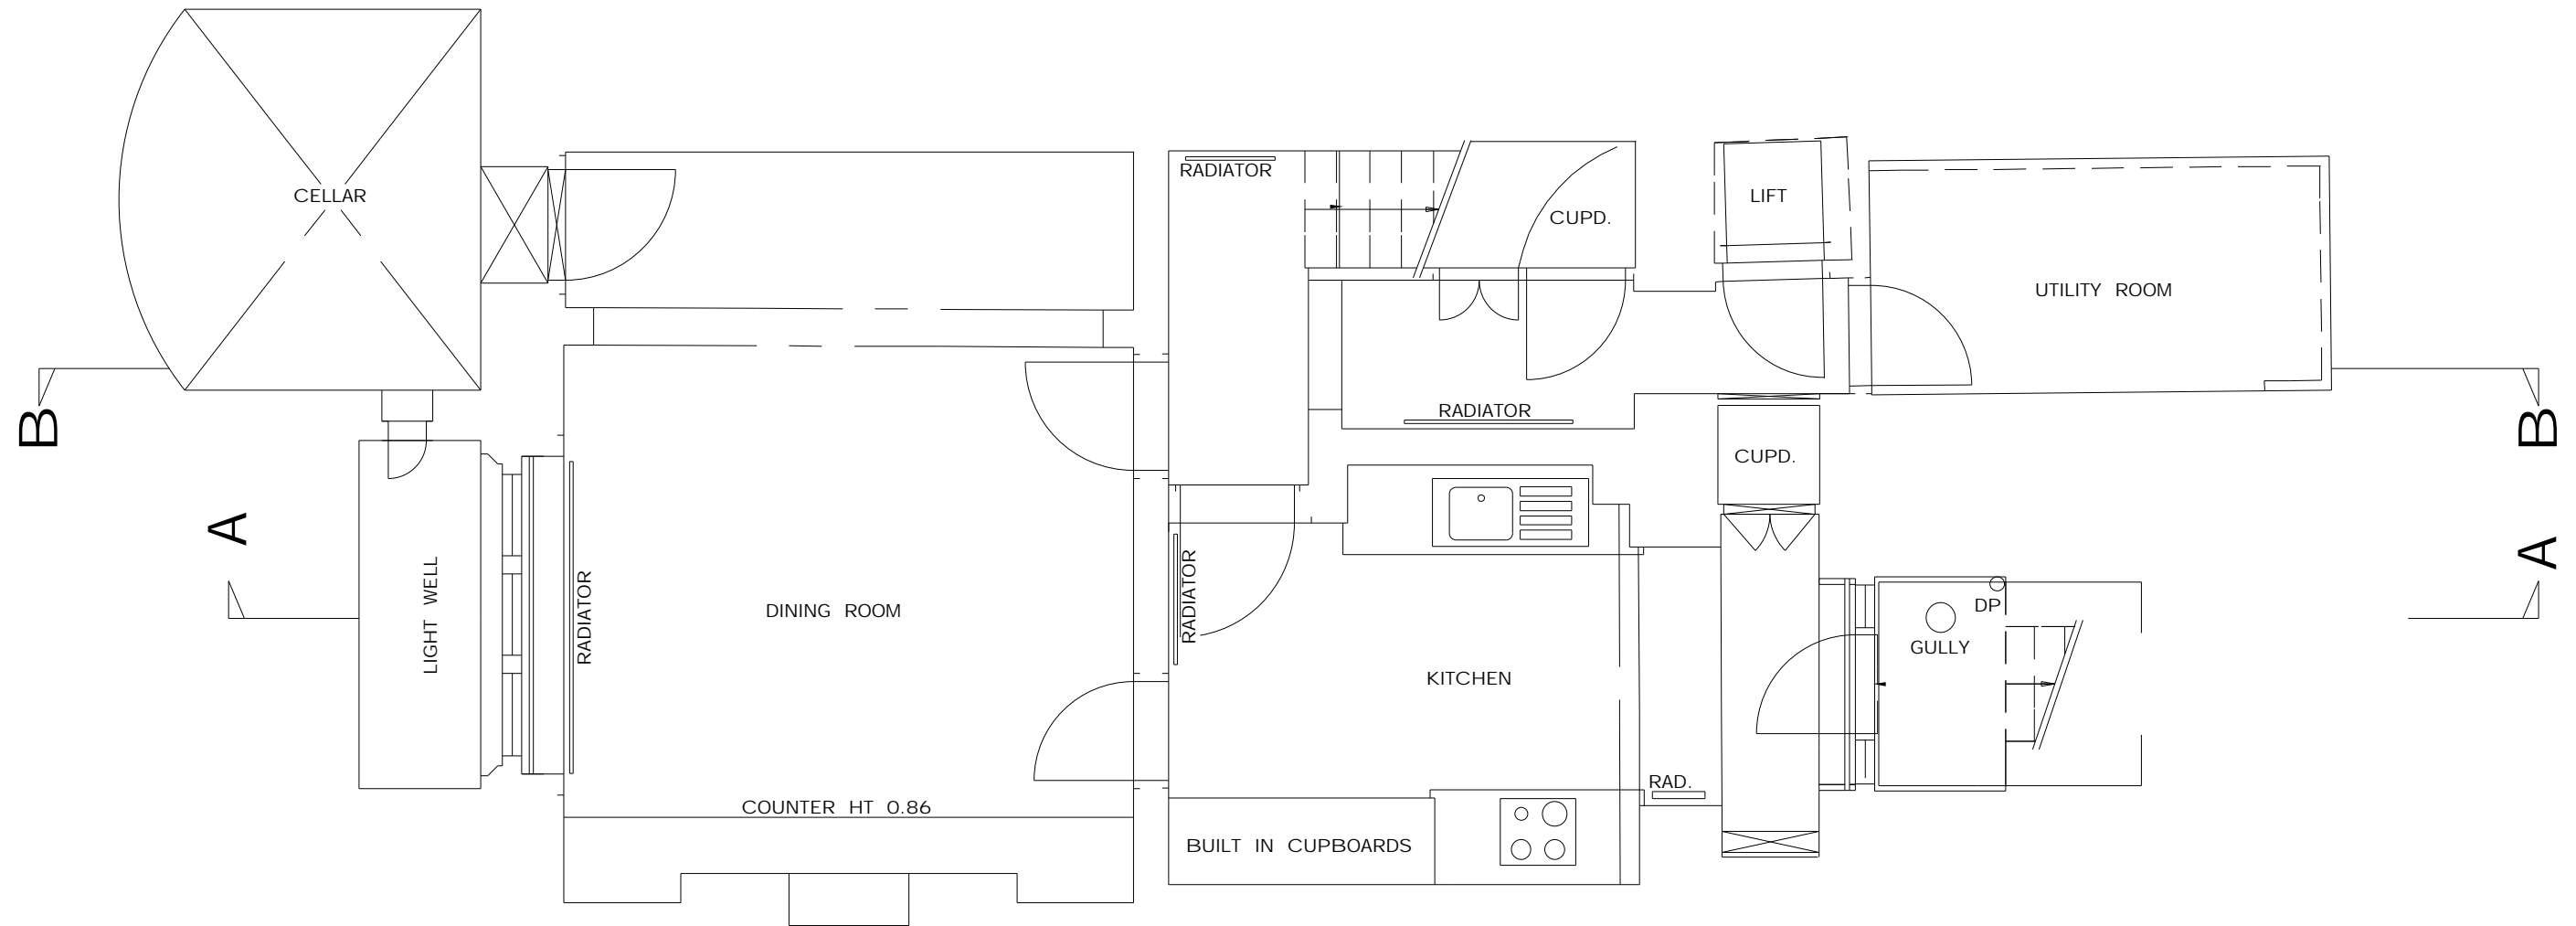 RADIATOR
CELLAR
LIFT
CUPD.
UTILITY ROOM
RADIATOR
B
B
CUPD.
A
A
LIGHT WELL
RADIATOR
DINING ROOM
RADIATOR
DP
GULLY
KITCHEN
RAD.
COUNTER HT 0.86
BUILT IN CUPBOARDS